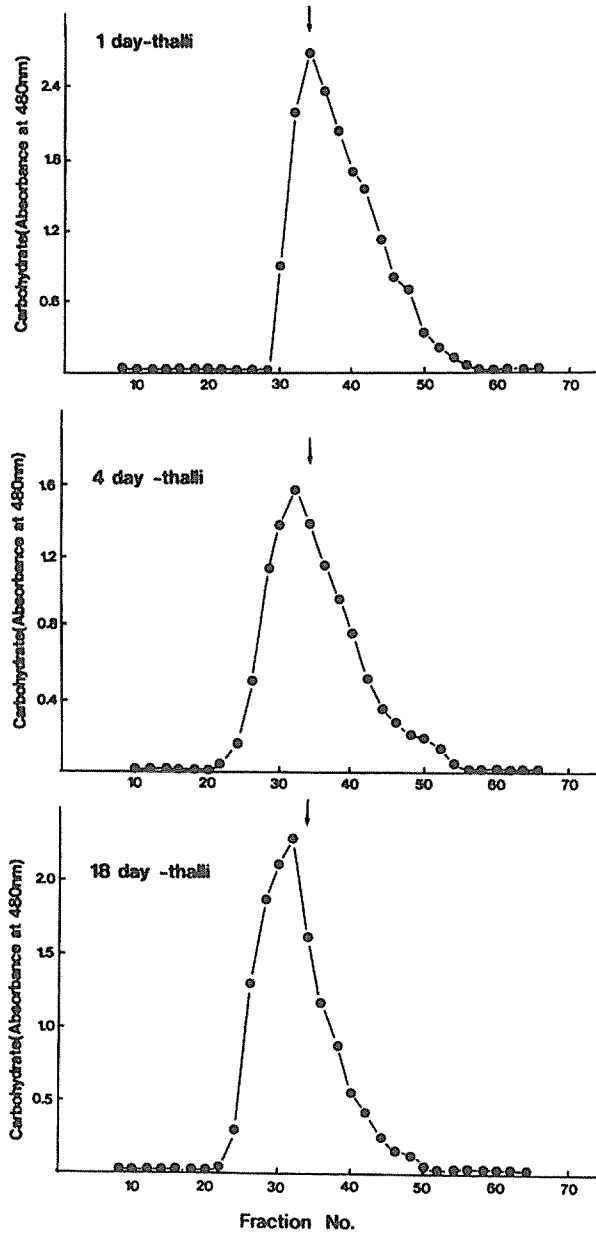 1 day-thalli
Carbohydrate(Absorbance at 480nm)
2.4
1.8
1.2
0.6
10 20 30 40 50 60 70
4 day -thalli
Carbohydrate(Absorbance at 480nm)
1.6
1.2
0.8
0.4
10 20 30 40 50 60 70
18 day -thalli
Carbohydrate(Absorbance at 480nm)
2.0
1.5
1.0
0.5
10 20 30 40 50 60 70
Fraction No.